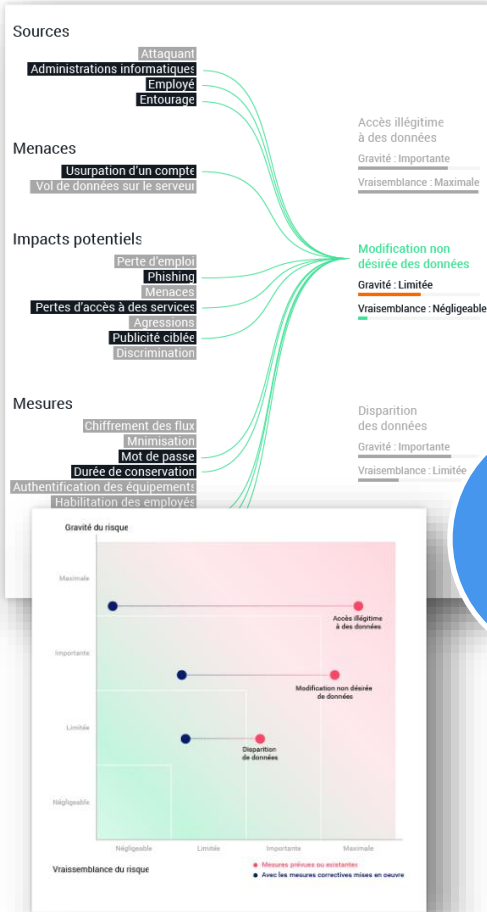 Sources
Attaquant
Administrations informatiques
Employé
Entourage
Menaces
Usurpation d'un compte
Vol de données sur le serveur
Impacts potentiels
Perte d'emploi
Phishing
Menaces
Pertes d'accès à des services
Agressions
Publicité ciblée
Discrimination
Mesures
Chiffrement des flux
Mnimisation
Mot de passe
Durée de conservation
Authentification des équipements
Habilitation des employés
Accès illégitime
à des données
Gravité : Importante
Vraisemblance : Maximale
Modification non
désirée des données
Gravité : Limitée
Vraisemblance : Négligeable
Disparition
des données
Gravité : Importante
Vraisemblance : Limitée
Gravité du risque
Maximale
Importante
Limitée
Négligeable
Accès illégitime
à des données
Modification non désirée
de données
Disparition
de données
Négligeable
Limitée
Importante
Maximale
Vraissemblance du risque
Mesures prévues ou existantes
Avec les mesures correctives mises en oeuvre